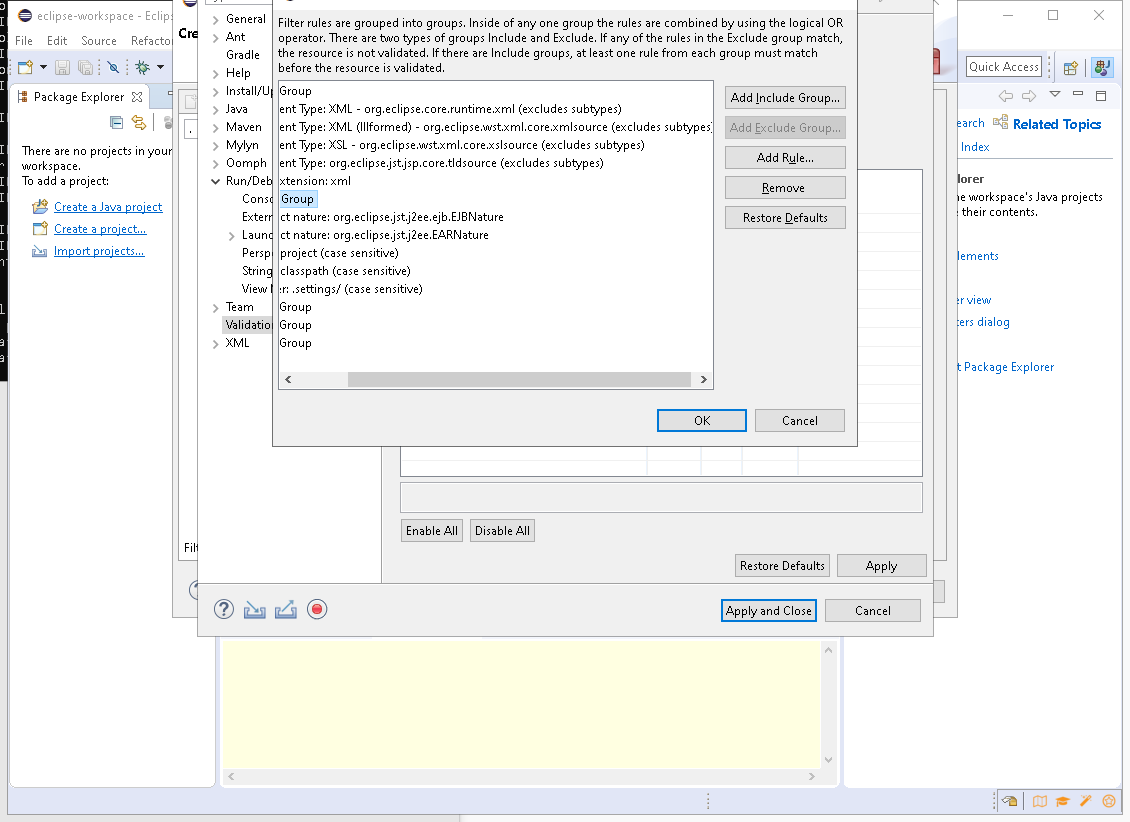 eclipse-workspace - Eclips
File Edit Source Refactor
Quick Access
Package Explorer
There are no projects in your
workspace.
To add a project:
Create a Java project
Create a project...
Import projects...
Cre
Filt
General
Ant
Gradle
Help
Install/Up
Java
Maven
Mylyn
Oomph
Run/Deb
Conso
Extern
Launc
Persp
String
View M
Team
Validation
XML
Filter rules are grouped into groups. Inside of any one group the rules are combined by using the logical OR
operator. There are two types of groups Include and Exclude. If any of the rules in the Exclude group match,
the resource is not validated. If there are Include groups, at least one rule from each group must match
before the resource is validated.
Group
ent Type: XML - org.eclipse.core.runtime.xml (excludes subtypes)
ent Type: XML (Illformed) - org.eclipse.wst.xml.core.xmlsource (excludes subtypes)
ent Type: XSL - org.eclipse.wst.xml.core.xslsource (excludes subtypes)
ent Type: org.eclipse.jst.jsp.core.tldsource (excludes subtypes)
xtension: xml
Group
ct nature: org.eclipse.jst.j2ee.ejb.EJBNature
ct nature: org.eclipse.jst.j2ee.EARNature
project (case sensitive)
classpath (case sensitive)
er: .settings/ (case sensitive)
Group
Group
Group
Add Include Group...
Add Exclude Group...
Add Rule...
Remove
Restore Defaults
OK Cancel
Enable All Disable All
Restore Defaults Apply
Apply and Close Cancel
earch Related Topics
Index
lorer
he workspace's Java projects
their contents.
lements
er view
ters dialog
t Package Explorer